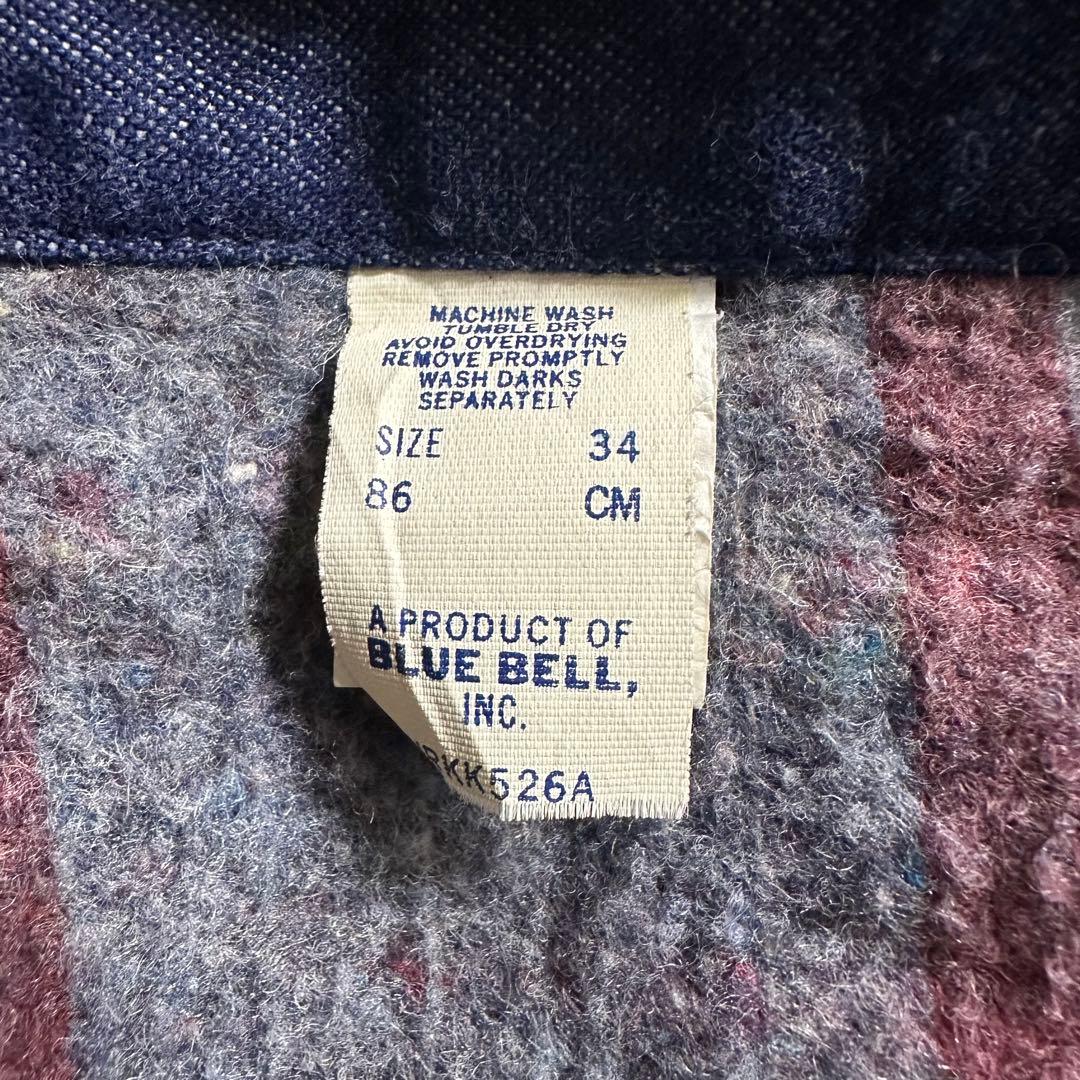 MACHINE WASH
TUMBLE DRY
AVOID OVERDRYING
REMOVE PROMPTLY
WASH DARKS
SEPARATELY
SIZE 34
86 CM
A PRODUCT OF
BLUE BELL,
INC.